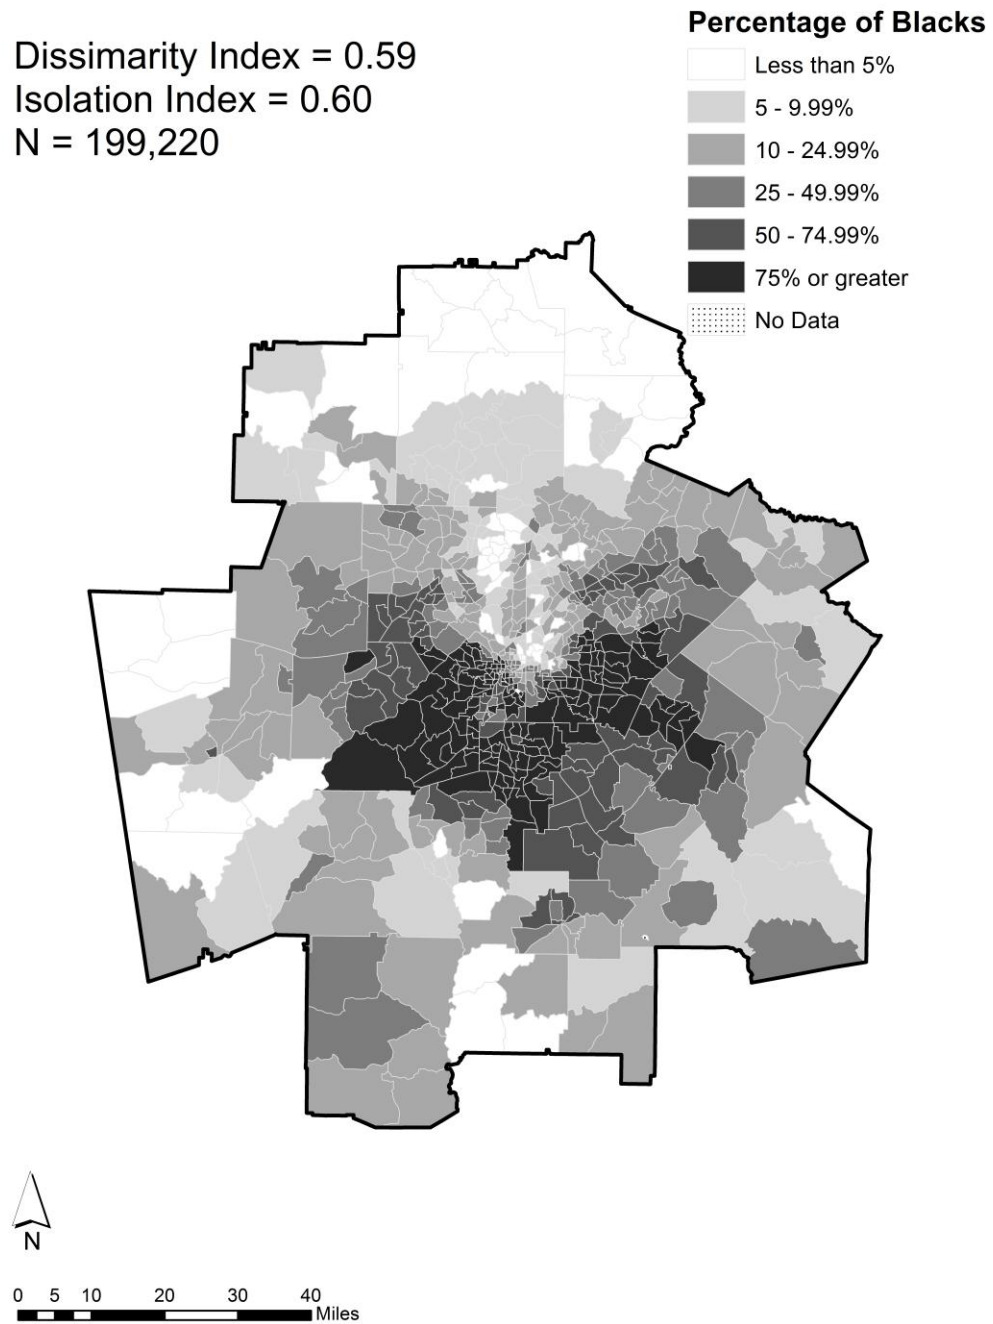 Dissimarity Index = 0.59
Isolation Index = 0.60
N = 199,220
Percentage of Blacks
Less than 5%
5 - 9.99%
10 - 24.99%
25 - 49.99%
50 - 74.99%
75% or greater
No Data
N
0 5 10 20 30 40
Miles